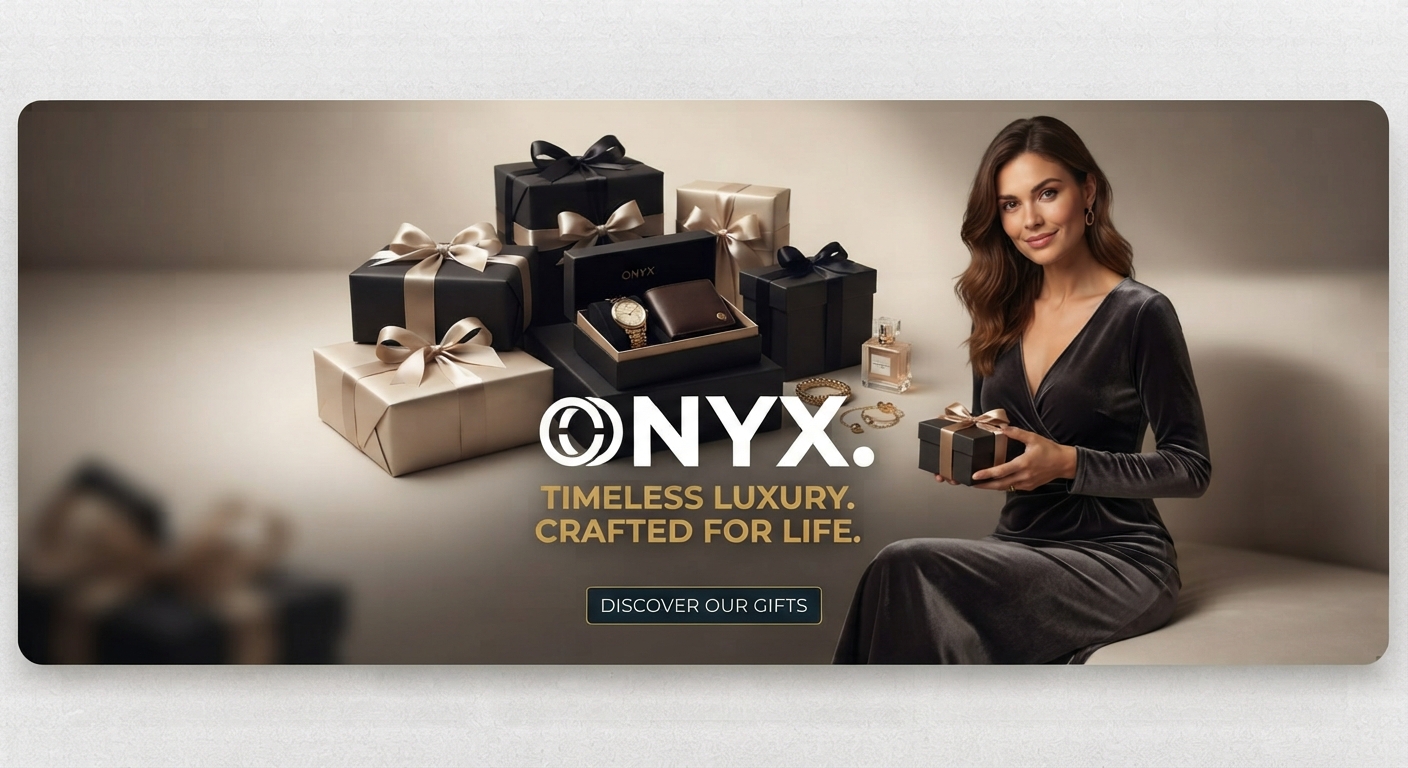 ONYX
ONYX.
TIMELESS LUXURY.
CRAFTED FOR LIFE.
DISCOVER OUR GIFTS